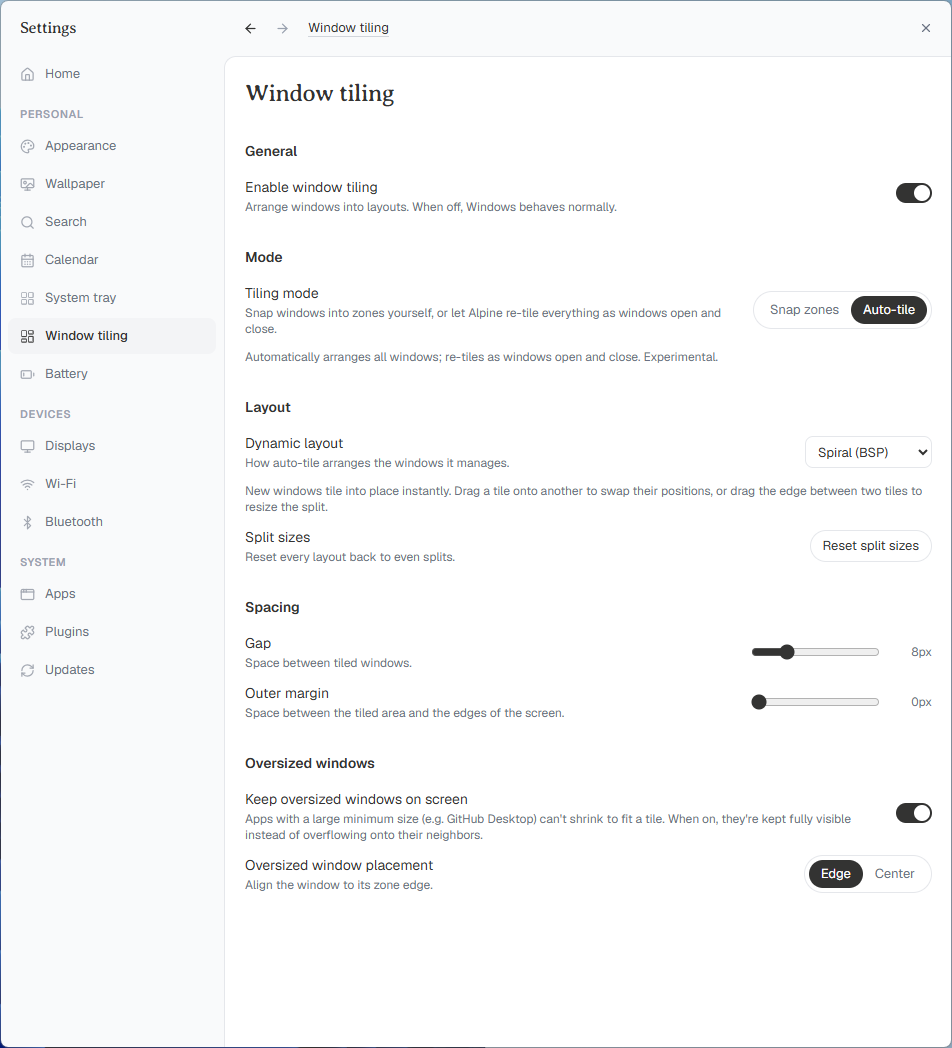 Settings
Window tiling
Home
PERSONAL
Appearance
Wallpaper
Search
Calendar
System tray
Window tiling
Battery
DEVICES
Displays
Wi-Fi
Bluetooth
SYSTEM
Apps
Plugins
Updates
Window tiling
General
Enable window tiling
Arrange windows into layouts. When off, Windows behaves normally.
Mode
Tiling mode
Snap windows into zones yourself, or let Alpine re-tile everything as windows open and
close.
Snap zones
Auto-tile
Automatically arranges all windows; re-tiles as windows open and close. Experimental.
Layout
Dynamic layout
How auto-tile arranges the windows it manages.
Spiral (BSP)
New windows tile into place instantly. Drag a tile onto another to swap their positions, or drag the edge between two tiles to
resize the split.
Split sizes
Reset every layout back to even splits.
Reset split sizes
Spacing
Gap
Space between tiled windows.
8px
Outer margin
Space between the tiled area and the edges of the screen.
0px
Oversized windows
Keep oversized windows on screen
Apps with a large minimum size (e.g. GitHub Desktop) can't shrink to fit a tile. When on, they're kept fully visible
instead of overflowing onto their neighbors.
Oversized window placement
Align the window to its zone edge.
Edge
Center